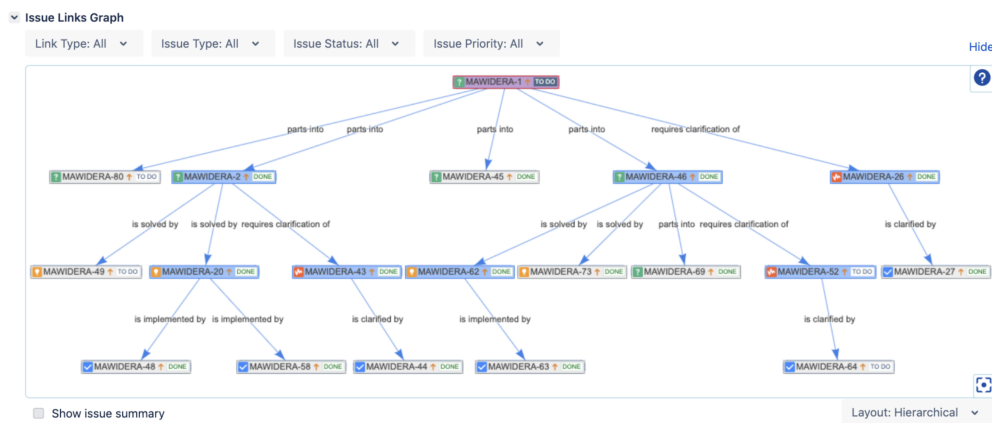 Issue Links Graph
Link Type: All Issue Type: All Issue Status: All Issue Priority: All
Hide
MAWIDERA-1 TO DO
?
parts into parts into parts into parts into requires clarification of
MAWIDERA-80 TO DO MAWIDERA-2 DONE MAWIDERA-45 DONE MAWIDERA-46 DONE MAWIDERA-26 DONE
is solved by is solved by requires clarification of is solved by is solved by parts into requires clarification of is clarified by
MAWIDERA-49 TO DO MAWIDERA-20 DONE MAWIDERA-43 DONE MAWIDERA-62 DONE MAWIDERA-73 DONE MAWIDERA-69 DONE MAWIDERA-52 TO DO MAWIDERA-27 DONE
is implemented by is implemented by is clarified by is implemented by is clarified by
MAWIDERA-48 DONE MAWIDERA-58 DONE MAWIDERA-44 DONE MAWIDERA-63 DONE MAWIDERA-64 TO DO
Show issue summary
Layout: Hierarchical